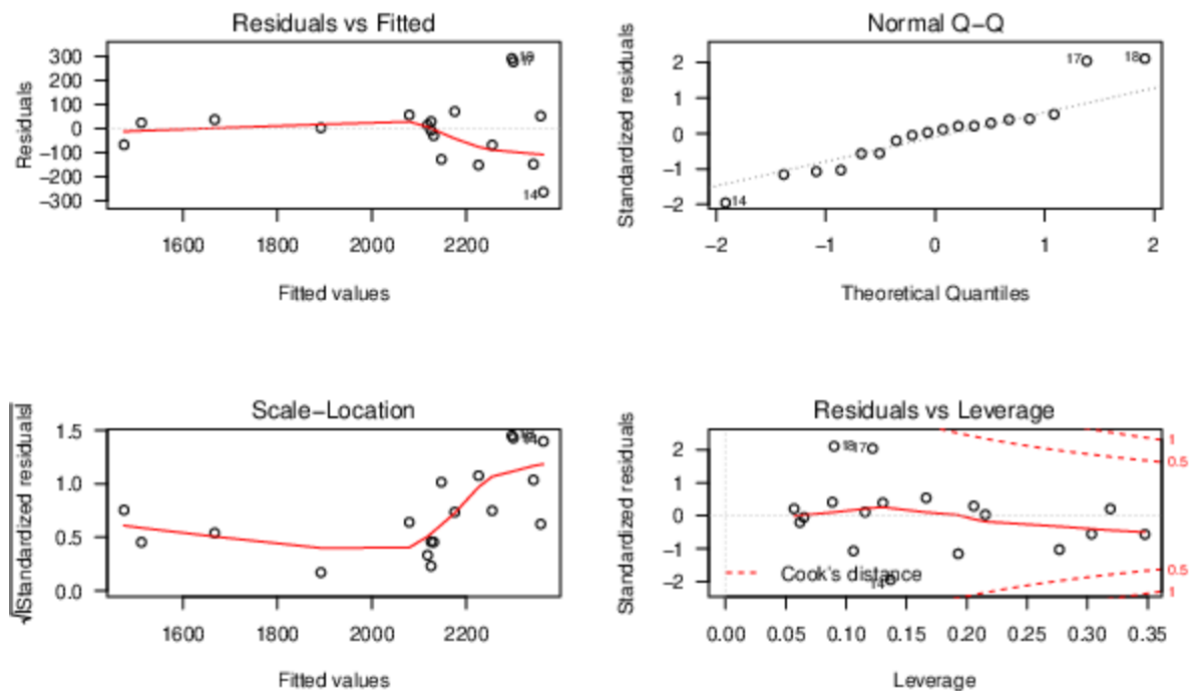 Residuals vs Fitted
Residuals
300
200
100
0
−100
−200
−300
18
17
14
1600 1800 2000 2200
Fitted values
Normal Q−Q
Standardized residuals
2
1
0
−1
−2
17
18
14
−2 −1 0 1 2
Theoretical Quantiles
Scale−Location
√|Standardized residuals|
1.5
1.0
0.5
0.0
14
1600 1800 2000 2200
Fitted values
Residuals vs Leverage
Standardized residuals
2
1
0
−1
−2
18
17
14
Cook's distance
1
0.5
0.5
1
0.00 0.05 0.10 0.15 0.20 0.25 0.30 0.35
Leverage